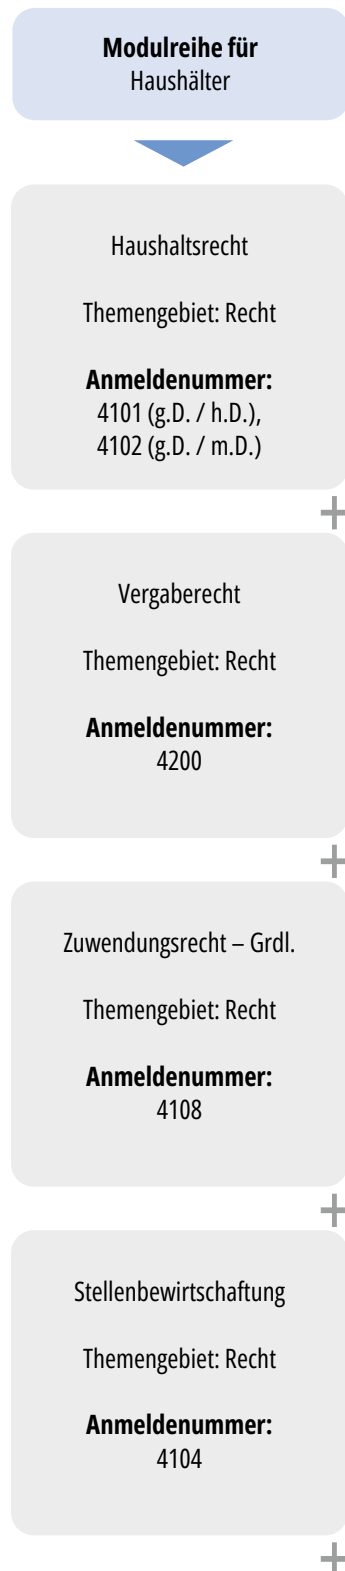 Modulreihe für
Haushälter
Haushaltsrecht
Themengebiet: Recht
Anmeldenummer:
4101 (g.D. / h.D.),
4102 (g.D. / m.D.)
+
Vergaberecht
Themengebiet: Recht
Anmeldenummer:
4200
+
Zuwendungsrecht – Grdl.
Themengebiet: Recht
Anmeldenummer:
4108
+
Stellenbewirtschaftung
Themengebiet: Recht
Anmeldenummer:
4104
+